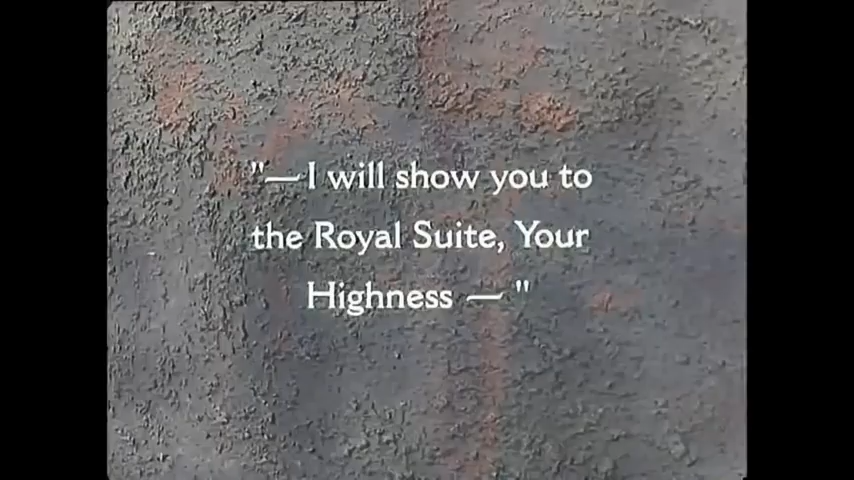 "—I will show you to
the Royal Suite, Your
Highness — "